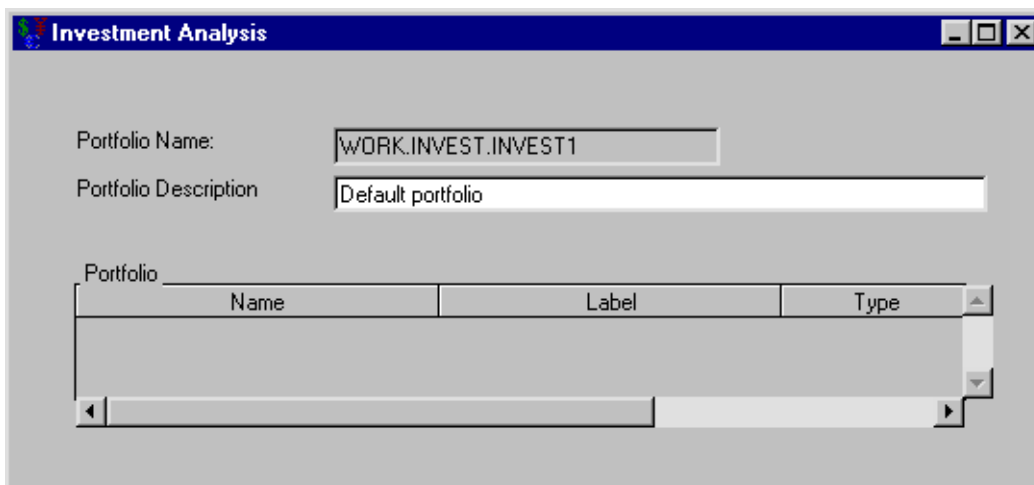 Investment Analysis
Portfolio Name: WORK.INVEST.INVEST1
Portfolio Description Default portfolio
Portfolio
Name Label Type